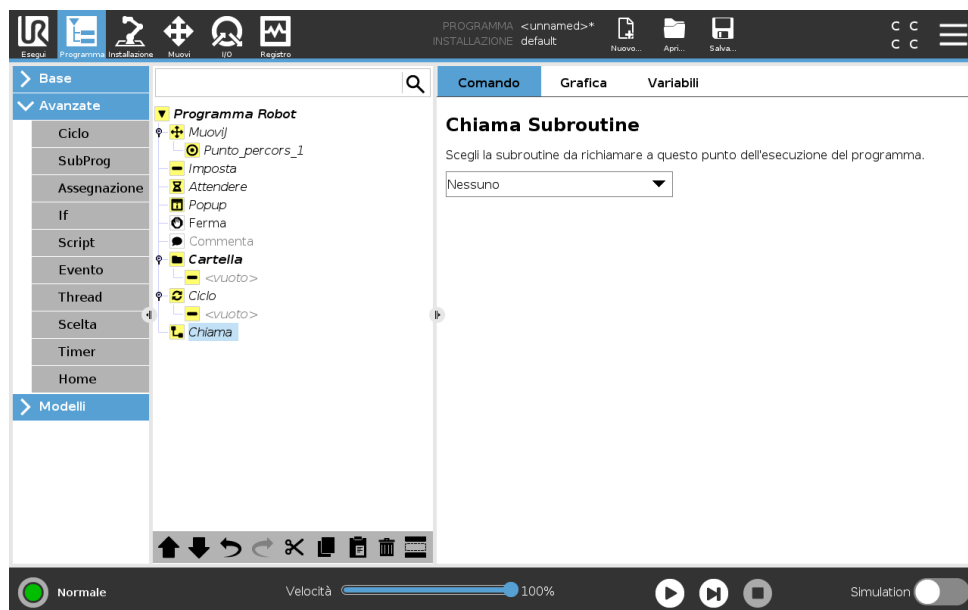 UR
Esegui
Programma
Installazione
Muovi
I/O
Registro
PROGRAMMA <unnamed>*
INSTALLAZIONE default
Nuovo...
Apri...
Salva...
C C
C C
Base
Avanzate
Ciclo
SubProg
Assegnazione
If
Script
Evento
Thread
Scelta
Timer
Home
Modelli
Programma Robot
MuoviJ
Punto_percors_1
Imposta
Attendere
Popup
Ferma
Commenta
Cartella
<vuoto>
Ciclo
<vuoto>
Chiama
Comando
Grafica
Variabili
Chiama Subroutine
Scegli la subroutine da richiamare a questo punto dell'esecuzione del programma.
Nessuno
Normale
Velocità
100%
Simulation